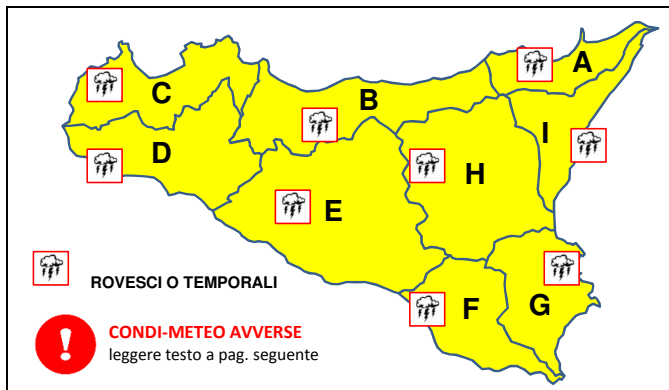 A
C
B
I
D
H
E
F
G
ROVESCI O TEMPORALI
! CONDI-METEO AVVERSE
leggere testo a pag. seguente